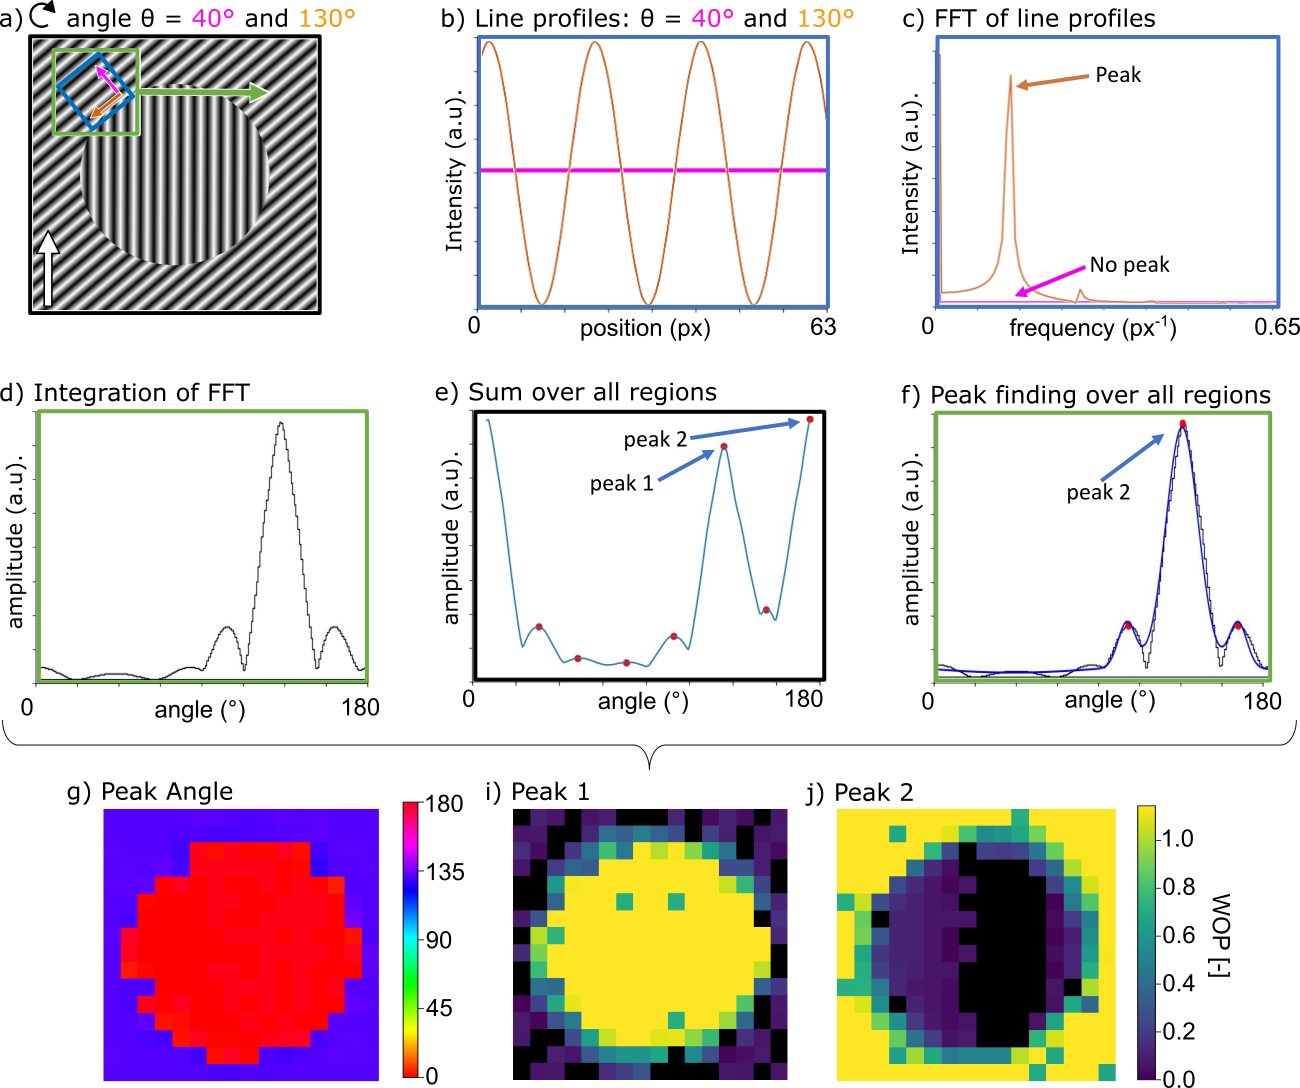 a) angle θ = 40° and 130°
b) Line profiles: θ = 40° and 130°
c) FFT of line profiles
Intensity (a.u.)
0
position (px)
63
Intensity (a.u.)
Peak
No peak
0
frequency (px-1)
0.65
d) Integration of FFT
e) Sum over all regions
f) Peak finding over all regions
amplitude (a.u.)
0
angle (°)
180
amplitude (a.u.)
peak 2
peak 1
0
angle (°)
180
amplitude (a.u.)
peak 2
0
angle (°)
180
g) Peak Angle
i) Peak 1
j) Peak 2
180
135
90
45
0
1.0
0.8
0.6
0.4
0.2
0.0
WOP [-]